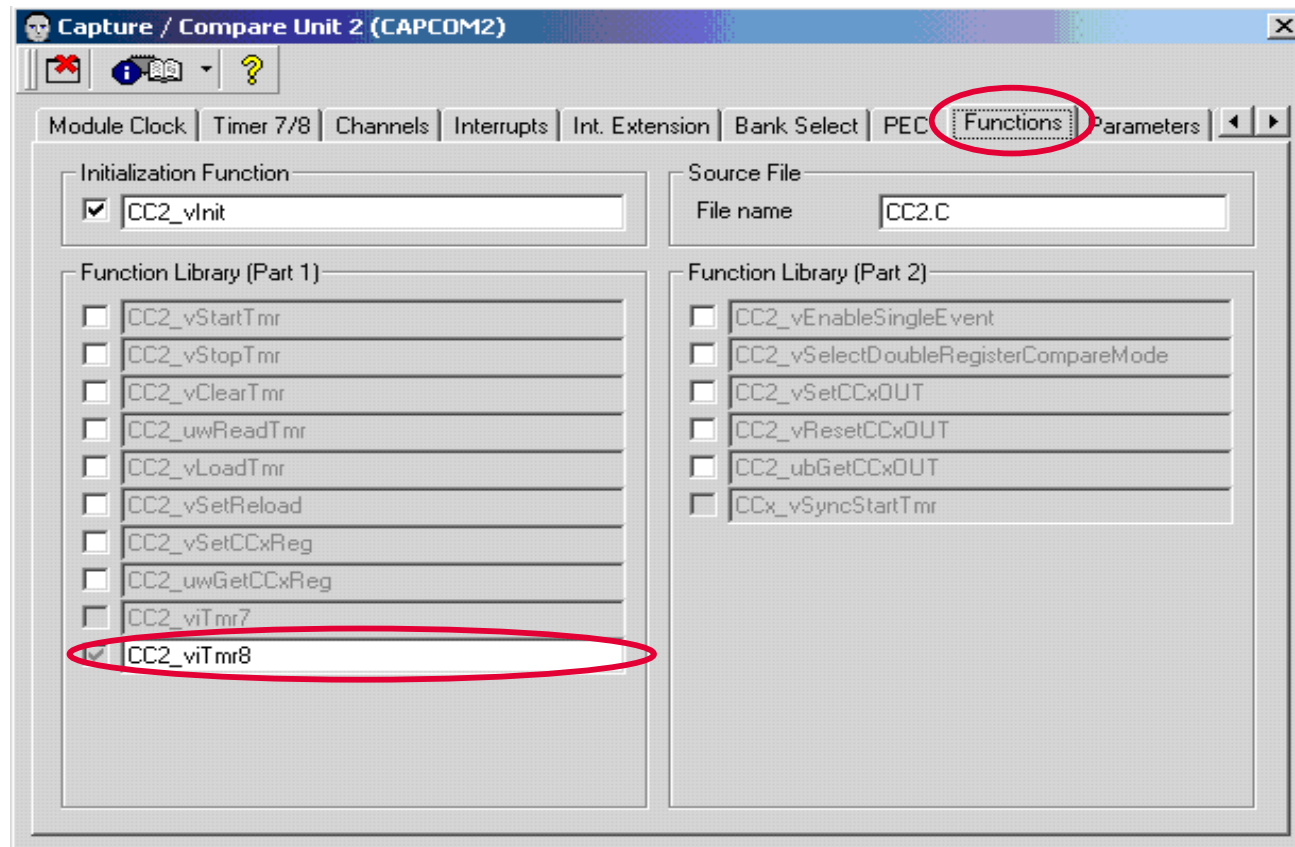 Capture / Compare Unit 2 (CAPCOM2)
Module Clock Timer 7/8 Channels Interrupts Int. Extension Bank Select PEC Functions Parameters
Initialization Function
CC2_vInit
Source File
File name CC2.C
Function Library (Part 1)
CC2_vStartTmr
CC2_vStopTmr
CC2_vClearTmr
CC2_uwReadTmr
CC2_vLoadTmr
CC2_vSetReload
CC2_vSetCCxReg
CC2_uwGetCCxReg
CC2_viTmr7
CC2_viTmr8
Function Library (Part 2)
CC2_vEnableSingleEvent
CC2_vSelectDoubleRegisterCompareMode
CC2_vSetCCxOUT
CC2_vResetCCxOUT
CC2_ubGetCCxOUT
CCx_vSyncStartTmr